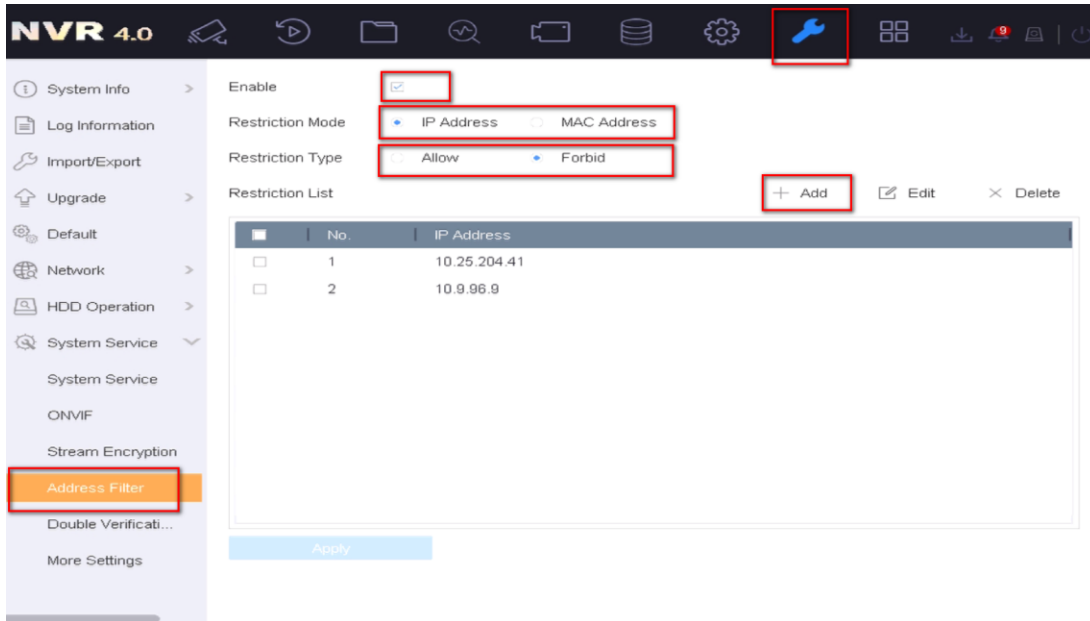 NVR 4.0
9
System Info
Log Information
Import/Export
Upgrade
Default
Network
HDD Operation
System Service
System Service
ONVIF
Stream Encryption
Address Filter
Double Verificati...
More Settings
Enable
Restriction Mode IP Address MAC Address
Restriction Type Allow Forbid
Restriction List Add Edit Delete
No. IP Address
1 10.25.204.41
2 10.9.96.9
Apply